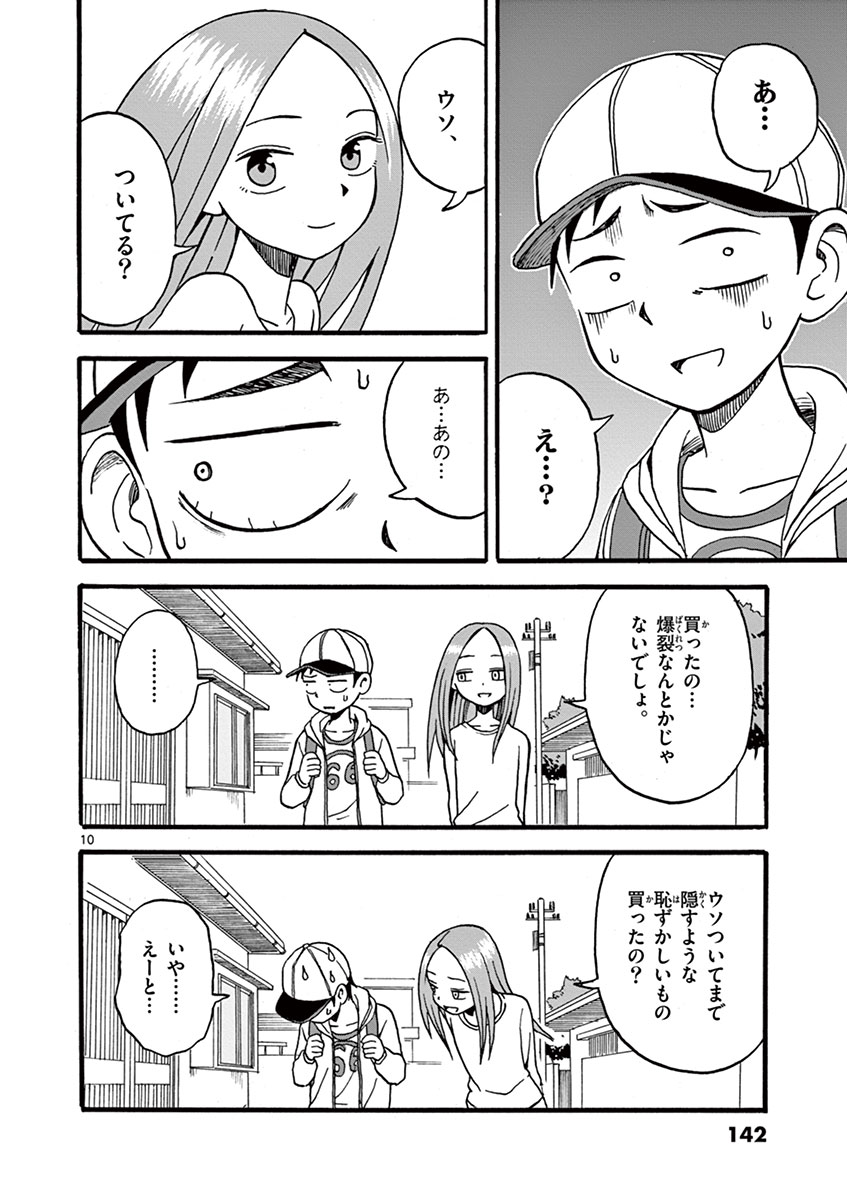 あ…
え…?
ウソ、
ついてる?
あ…あの…
買ったの…
爆裂なんとかじゃ
ないでしょ。
……
10
ウソついてまで
隠すような
恥ずかしいもの
買ったの?
いや………
えーと…
142